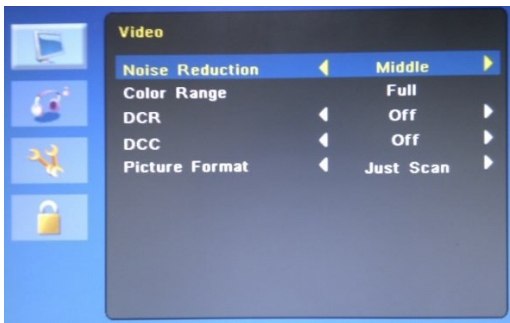 Video
Noise Reduction Middle
Color Range Full
DCR Off
DCC Off
Picture Format Just Scan